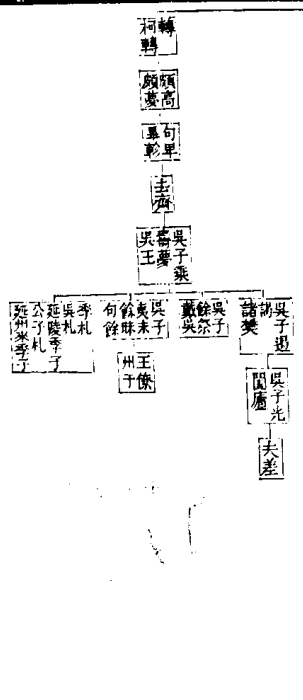 轉
柯轉
頗高
頗夢
句卑
畢軫
去齊
吳子乘
壽夢
吳王
吳子遏
謁
諸樊
吳子
餘祭
戴吳
吳子
夷末
餘昧
句餘
季札
吳札
延陵季子
公子札
延州來季子
吳子光
闔廬
王僚
州于
夫差